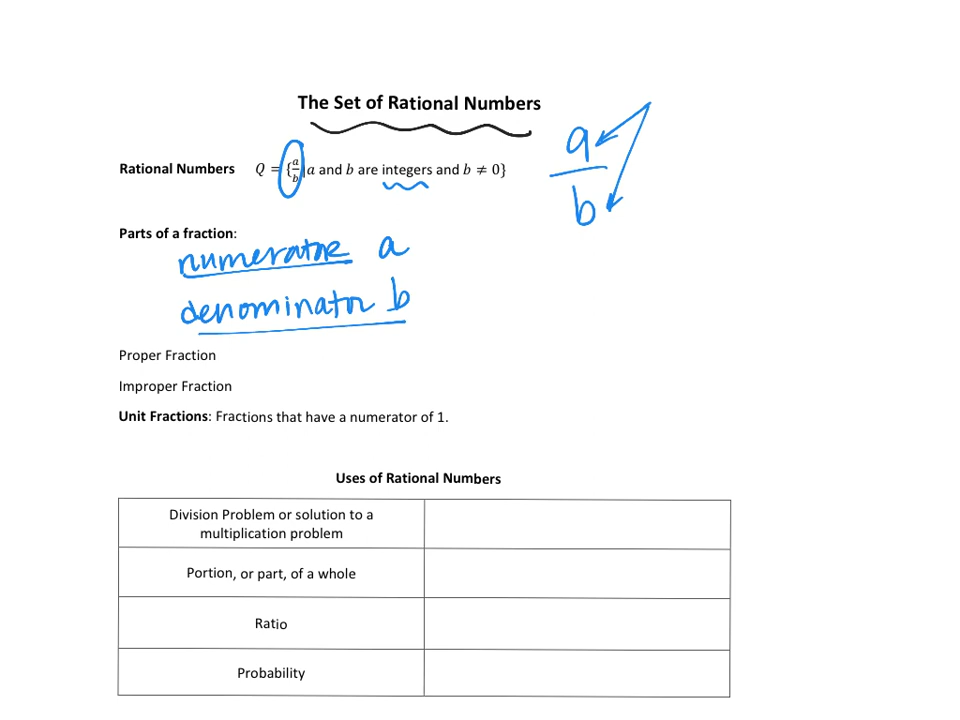 The Set of Rational Numbers
Rational Numbers Q = {a/b | a and b are integers and b ≠ 0}
a
b
Parts of a fraction:
numerator a
denominator b
Proper Fraction
Improper Fraction
Unit Fractions: Fractions that have a numerator of 1.
Uses of Rational Numbers
Division Problem or solution to a
multiplication problem
Portion, or part, of a whole
Ratio
Probability